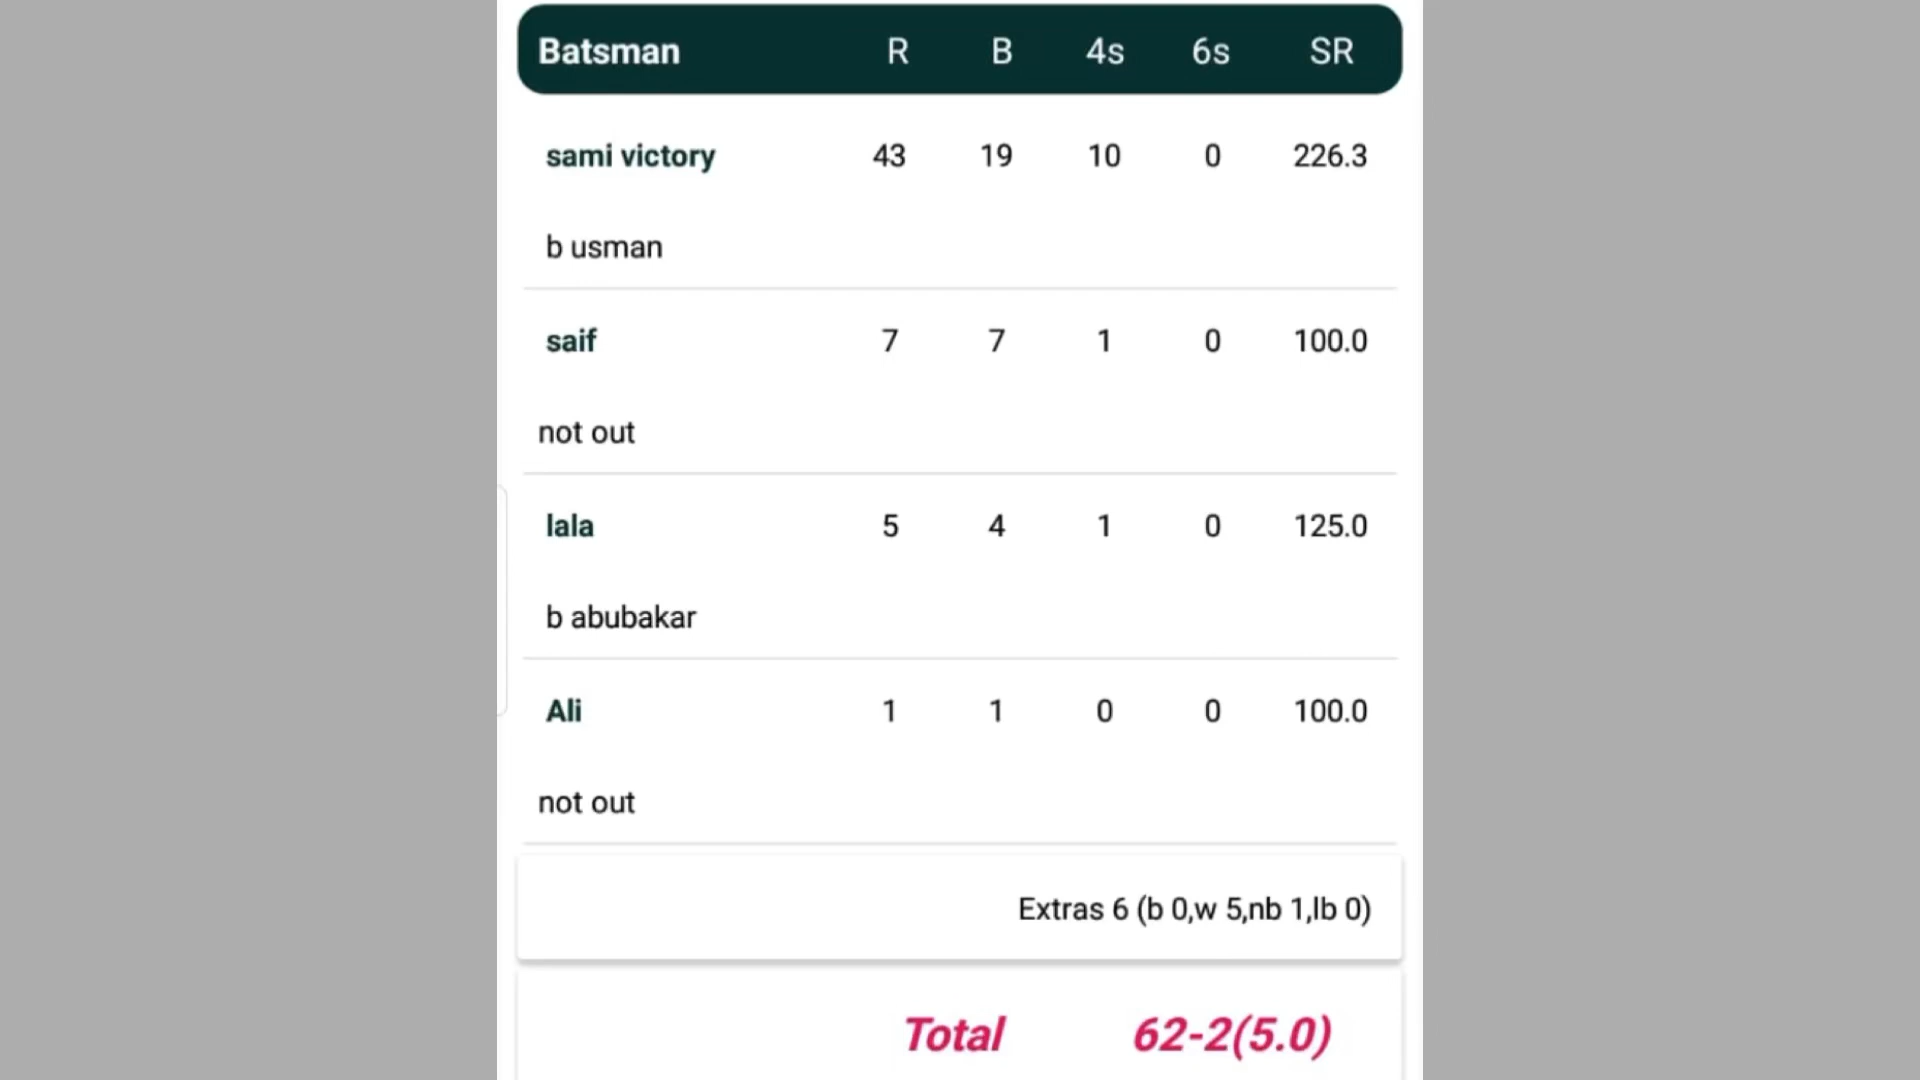 Batsman R B 4s 6s SR
sami victory 43 19 10 0 226.3
b usman
saif 7 7 1 0 100.0
not out
lala 5 4 1 0 125.0
b abubakar
Ali 1 1 0 0 100.0
not out
Extras 6 (b 0,w 5,nb 1,lb 0)
Total 62-2(5.0)